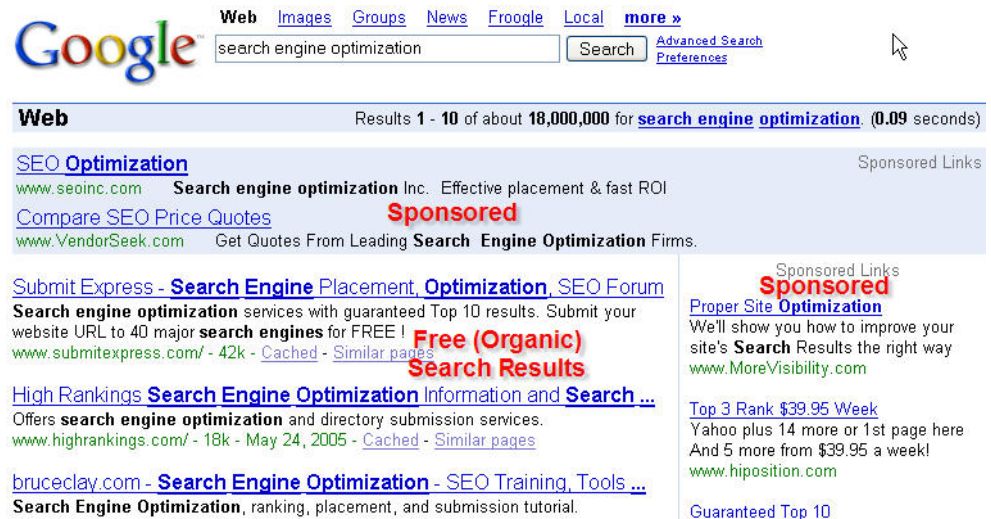 Web Images Groups News Froogle Local more »
Google™
search engine optimization Search Advanced Search
Preferences
Web Results 1 - 10 of about 18,000,000 for search engine optimization. (0.09 seconds)
SEO Optimization Sponsored Links
www.seoinc.com Search engine optimization Inc. Effective placement & fast ROI
Compare SEO Price Quotes Sponsored
www.VendorSeek.com Get Quotes From Leading Search Engine Optimization Firms.
Submit Express - Search Engine Placement, Optimization, SEO Forum
Search engine optimization services with guaranteed Top 10 results. Submit your
website URL to 40 major search engines for FREE !
www.submitexpress.com/ - 42k - Cached - Similar pages
Free (Organic)
Search Results
High Rankings Search Engine Optimization Information and Search ...
Offers search engine optimization and directory submission services.
www.highrankings.com/ - 18k - May 24, 2005 - Cached - Similar pages
bruceclay.com - Search Engine Optimization - SEO Training, Tools ...
Search Engine Optimization, ranking, placement, and submission tutorial.
Sponsored Links
Sponsored
Proper Site Optimization
We'll show you how to improve your
site's Search Results the right way
www.MoreVisibility.com
Top 3 Rank $39.95 Week
Yahoo plus 14 more or 1st page here
And 5 more from $39.95 a week!
www.hiposition.com
Guaranteed Top 10